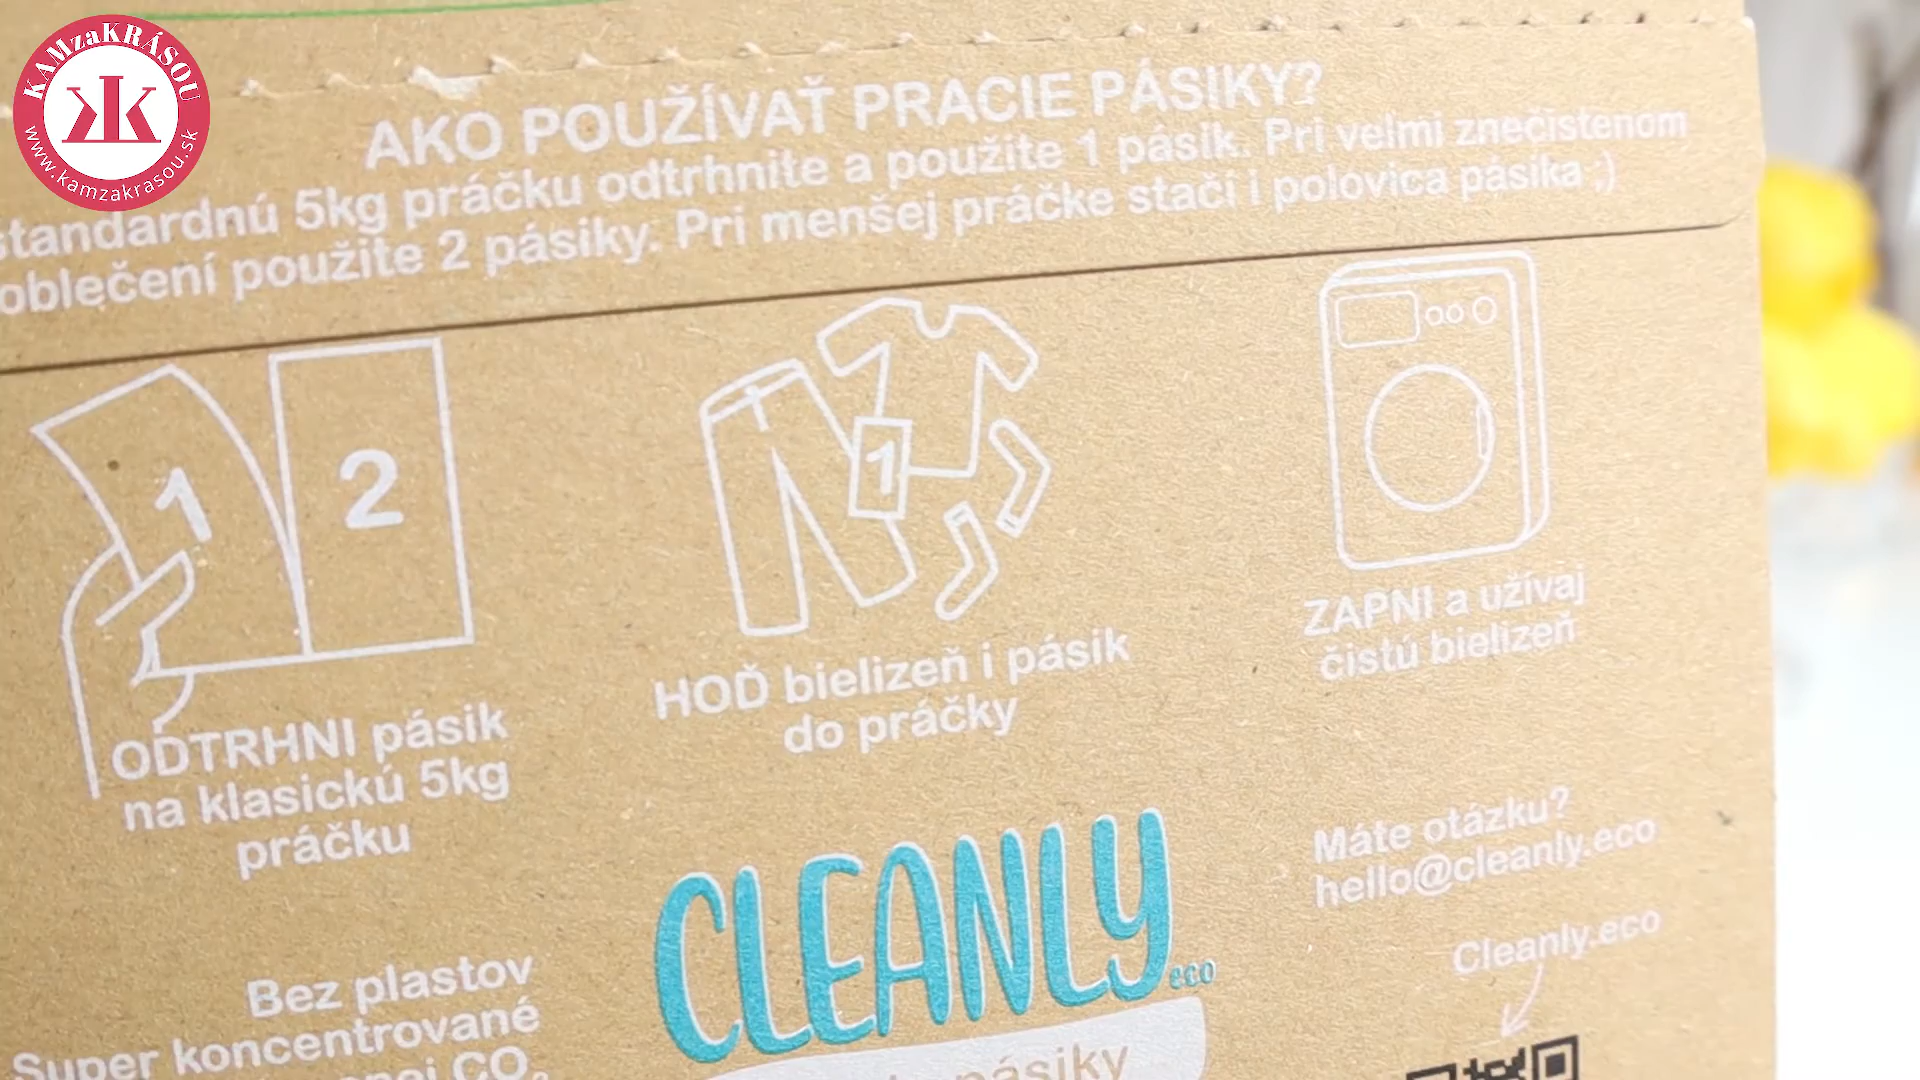 KAMzaKRÁSOU
www.kamzakrasou.sk
AKO POUŽÍVAŤ PRACIE PÁSIKY?
štandardnú 5kg práčku odtrhnite a použite 1 pásik. Pri velmi znečistenom
oblečení použite 2 pásiky. Pri menšej práčke stačí i polovica pásika ;)
1
2
1
ODTRHNI pásik
na klasickú 5kg
práčku
HOĎ bielizeň i pásik
do práčky
ZAPNI a užívaj
čistú bielizeň
Máte otázku?
hello@cleanly.eco
Cleanly.eco
CLEANLY.eco
pásiky
Bez plastov
Super koncentrované
CO₂